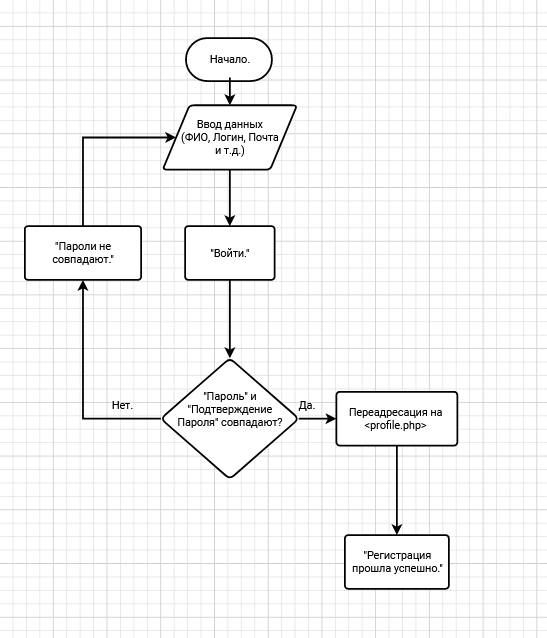 Начало.
Ввод данных
(ФИО, Логин, Почта
и т.д.)
"Пароли не
совпадают."
"Войти."
"Пароль" и
"Подтверждение
Пароля" совпадают?
Нет.
Да.
Переадресация на
<profile.php>
"Регистрация
прошла успешно."